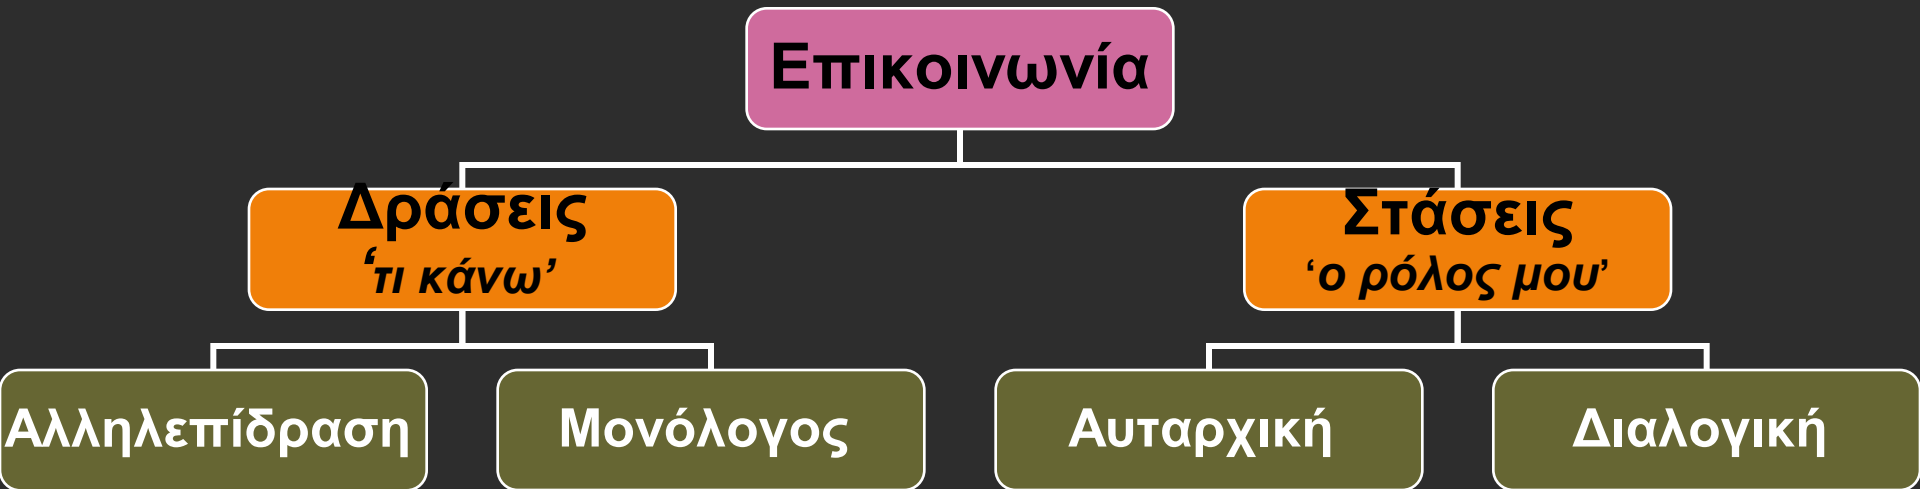 Επικοινωνία
Δράσεις
‘τι κάνω’
Στάσεις
‘ο ρόλος μου’
Αλληλεπίδραση
Μονόλογος
Αυταρχική
Διαλογική